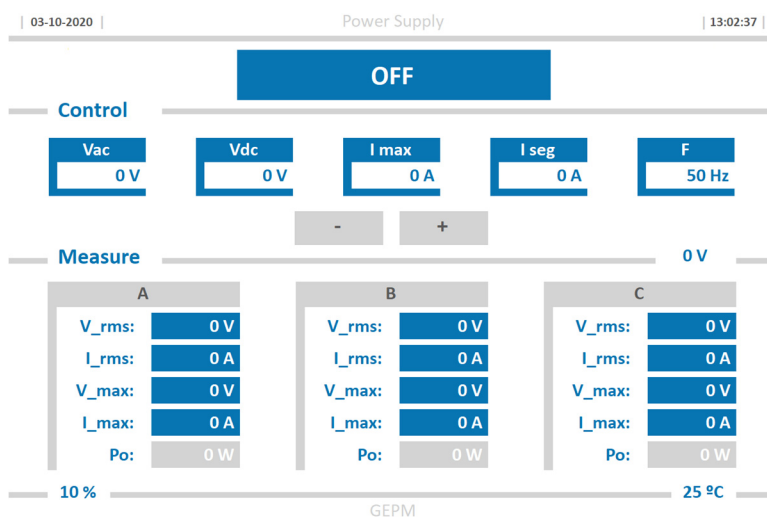 | 03-10-2020 | Power Supply | 13:02:37 |
OFF
Control
Vac Vdc I max I seg F
0 V 0 V 0 A 0 A 50 Hz
- +
Measure 0 V
A B C
V_rms: 0 V V_rms: 0 V V_rms: 0 V
I_rms: 0 A I_rms: 0 A I_rms: 0 A
V_max: 0 V V_max: 0 V V_max: 0 V
I_max: 0 A I_max: 0 A I_max: 0 A
Po: 0 W Po: 0 W Po: 0 W
10 % 25 ºC
GEPM